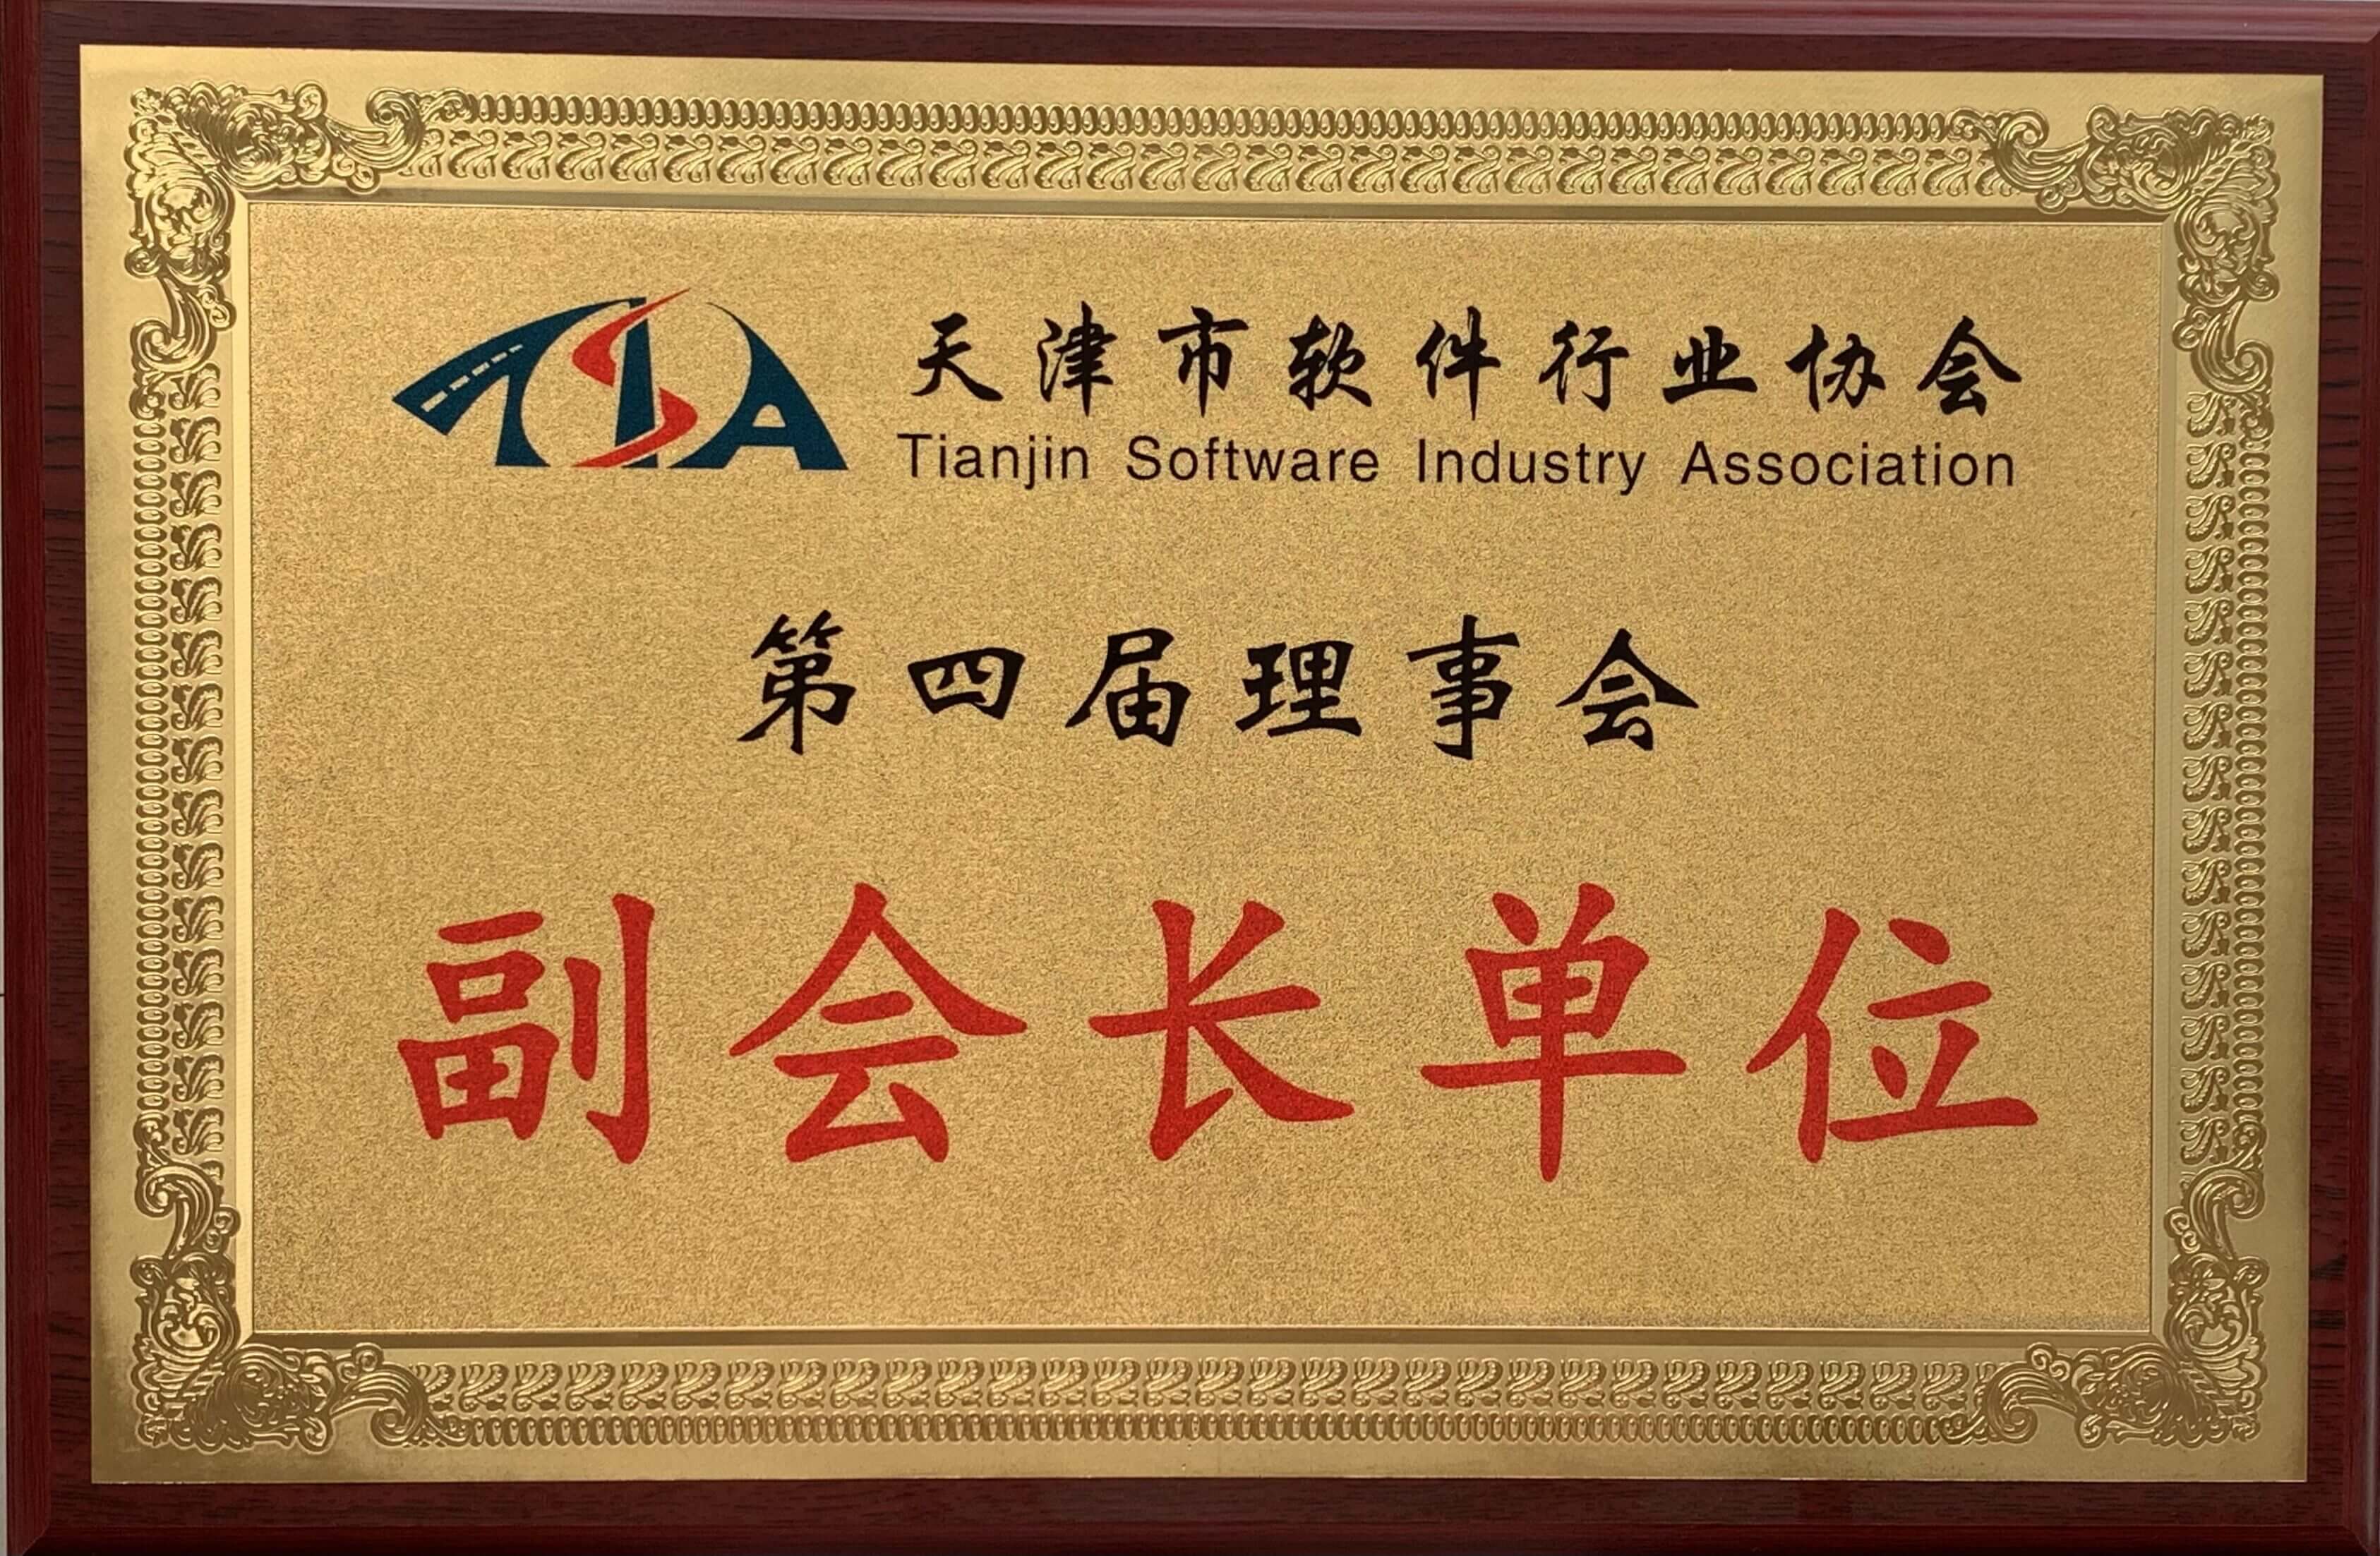 TSIA 天津市软件行业协会
Tianjin Software Industry Association
第四届理事会
副会长单位